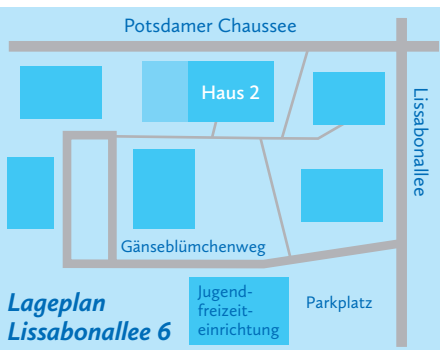 Potsdamer Chaussee
Haus 2
Lissabonallee
Gänseblümchenweg
Jugend-
freizeit-
einrichtung
Parkplatz
Lageplan
Lissabonallee 6